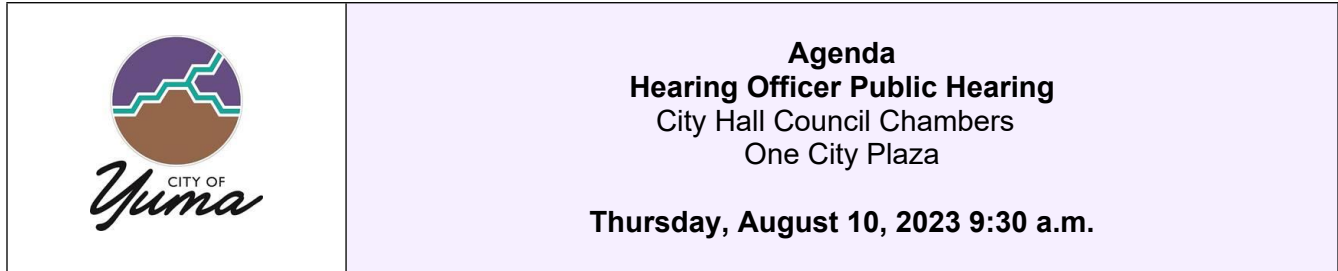 CITY OF
Yuma
Agenda
Hearing Officer Public Hearing
City Hall Council Chambers
One City Plaza
Thursday, August 10, 2023 9:30 a.m.